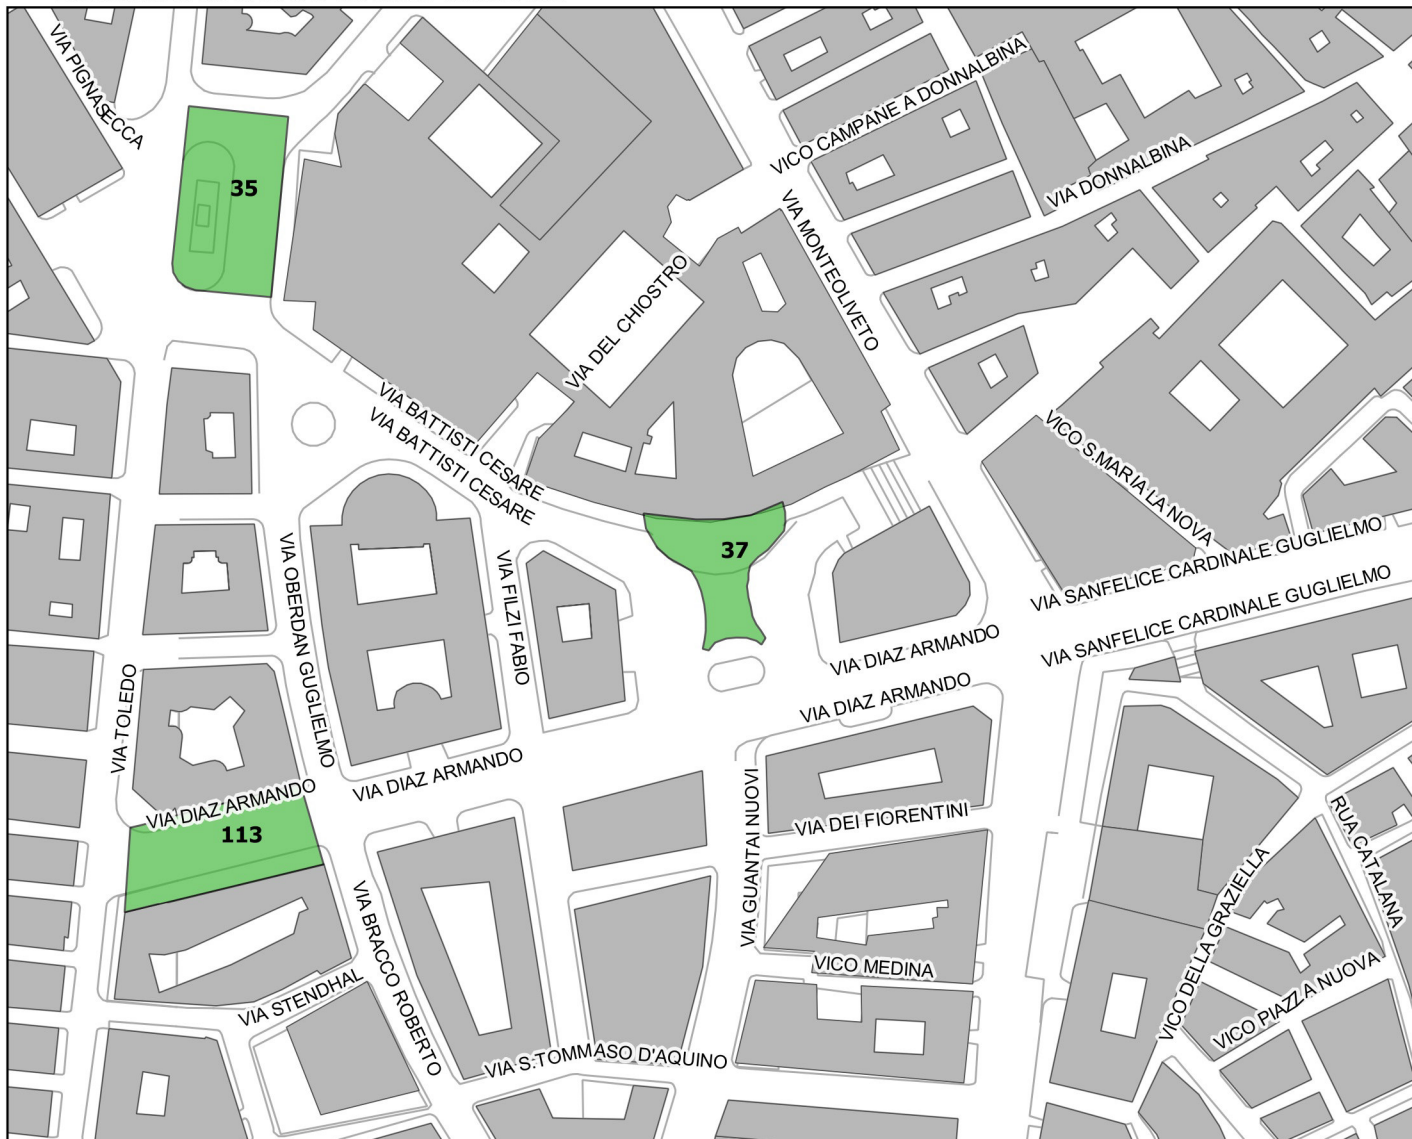 VIA PIGNASECCA
VICO CAMPANE A DONNALBINA
VIA DONNALBINA
35
VIA MONTEOLIVETO
VIA DEL CHIOSTRO
VIA BATTISTI CESARE
VIA BATTISTI CESARE
VICO S.MARIA LA NOVA
37
VIA SANFELICE CARDINALE GUGLIELMO
VIA SANFELICE CARDINALE GUGLIELMO
VIA OBERDAN GUGLIELMO
VIA FILZI FABIO
VIA DIAZ ARMANDO
VIA DIAZ ARMANDO
VIA TOLEDO
VIA DIAZ ARMANDO
VIA DIAZ ARMANDO
113
VIA GUANTAI NUOVI
VIA DEI FIORENTINI
RUA CATALANA
VICO DELLA GRAZIELLA
VIA BRACCO ROBERTO
VICO MEDINA
VIA STENDHAL
VICO PIAZZA NUOVA
VIA S.TOMMASO D'AQUINO